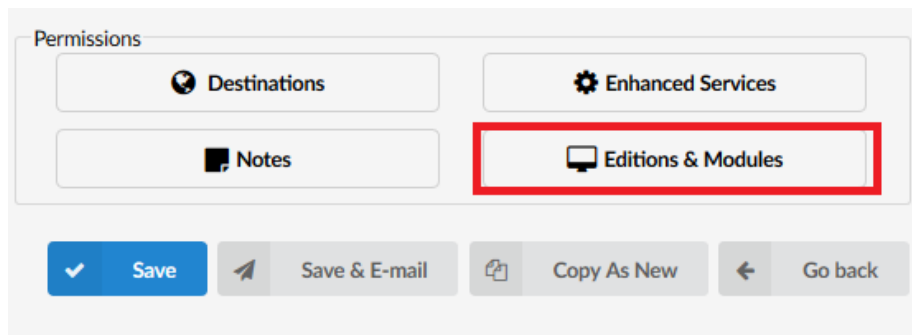 Permissions
Destinations
Enhanced Services
Notes
Editions & Modules
Save
Save & E-mail
Copy As New
Go back